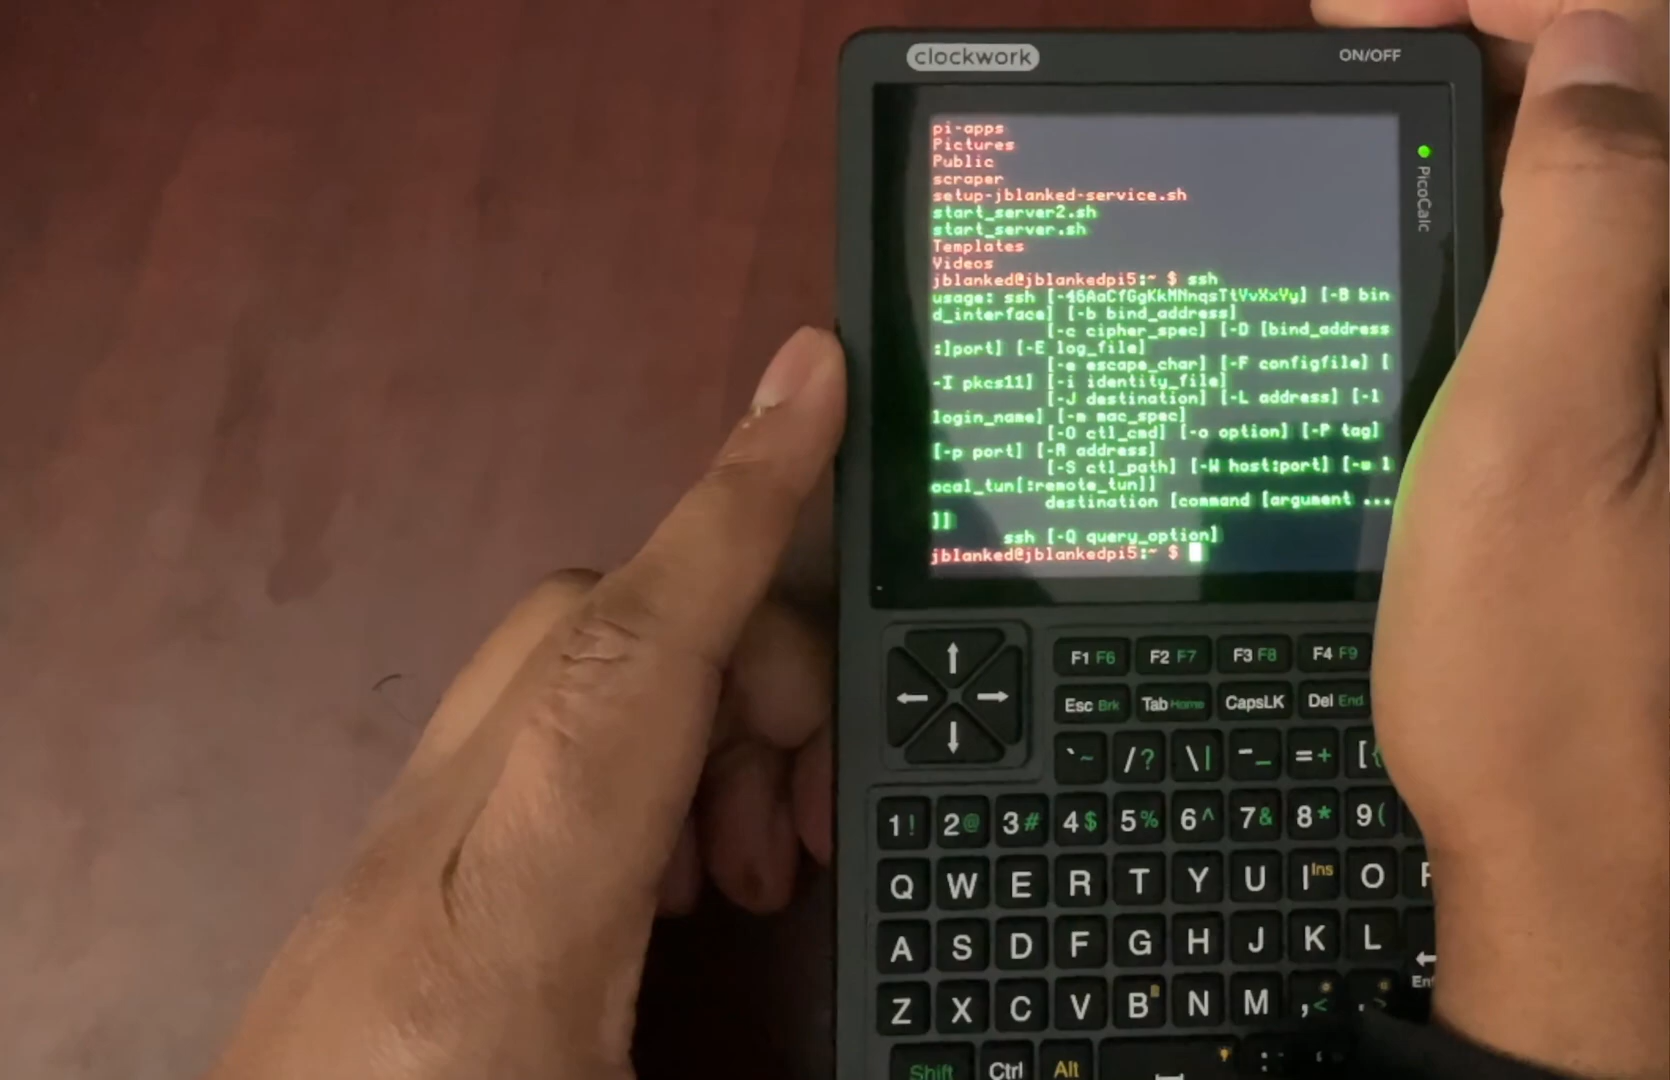 clockwork
ON/OFF
PicoCalc
pi-apps
Pictures
Public
scraper
setup-jblanked-service.sh
start_server2.sh
start_server.sh
Templates
Videos
jblanked@jblankedpi5:~ $ ssh
usage: ssh [-46AaCfGgKkMNnqsTtVvXxYy] [-B bin
d_interface] [-b bind_address]
[-c cipher_spec] [-D [bind_address
:]port] [-E log_file]
[-e escape_char] [-F configfile] [
-I pkcs11] [-i identity_file]
[-J destination] [-L address] [-l
login_name] [-m mac_spec]
[-O ctl_cmd] [-o option] [-P tag]
[-p port] [-R address]
[-S ctl_path] [-W host:port] [-w l
ocal_tun[:remote_tun]]
destination [command [argument ...
]]
ssh [-Q query_option]
jblanked@jblankedpi5:~ $
F1 F6 F2 F7 F3 F8 F4 F9
Esc Brk Tab Home CapsLK Del End
`~ /? \| -_ =+ [{
1! 2@ 3# 4$ 5% 6^ 7& 8* 9(
Q W E R T Y U I Ins O
A S D F G H J K L
Z X C V B N M ,< .>
Shift Ctrl Alt